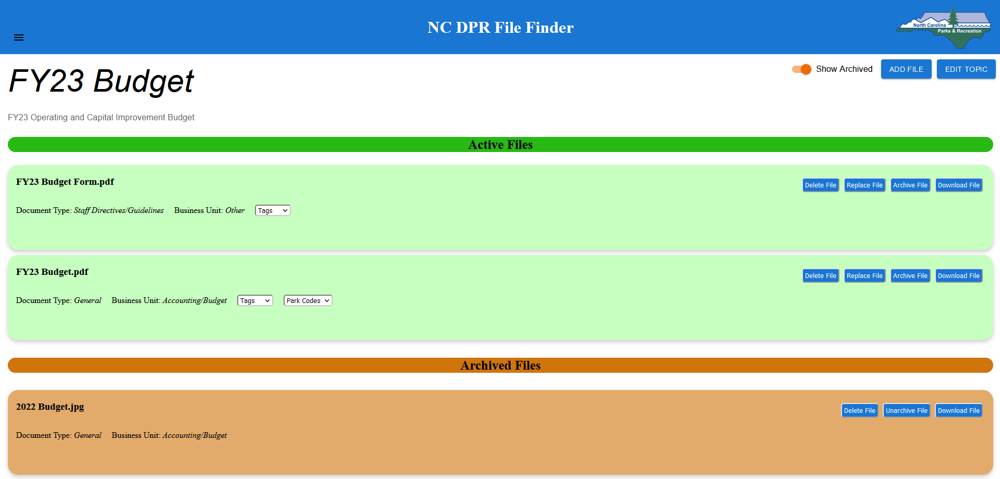 NC DPR File Finder
North Carolina
Parks & Recreation
FY23 Budget
Show Archived
ADD FILE
EDIT TOPIC
FY23 Operating and Capital Improvement Budget
Active Files
FY23 Budget Form.pdf
Delete File
Replace File
Archive File
Download File
Document Type: Staff Directives/Guidelines
Business Unit: Other
Tags
FY23 Budget.pdf
Delete File
Replace File
Archive File
Download File
Document Type: General
Business Unit: Accounting/Budget
Tags
Park Codes
Archived Files
2022 Budget.jpg
Delete File
Unarchive File
Download File
Document Type: General
Business Unit: Accounting/Budget